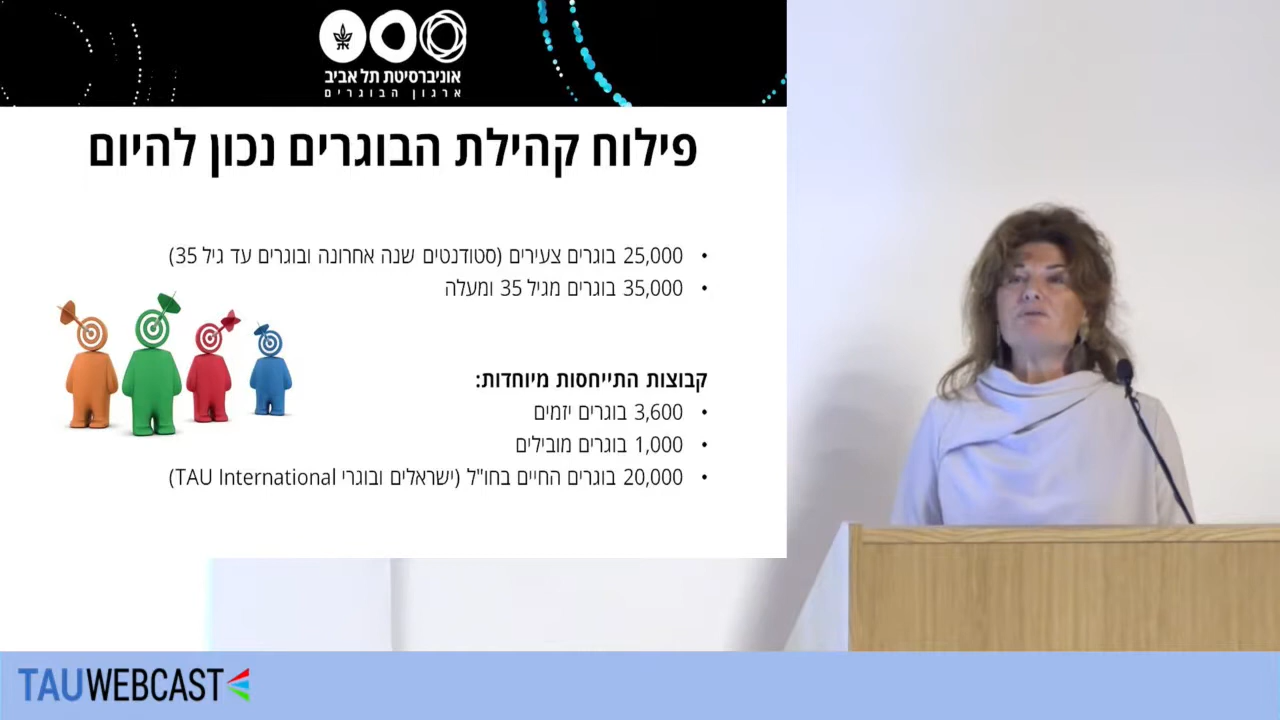 אוניברסיטת תל אביב
ארגון הבוגרים
פילוח קהילת הבוגרים נכון להיום
• 25,000 בוגרים צעירים (סטודנטים שנה אחרונה ובוגרים עד גיל 35)
• 35,000 בוגרים מגיל 35 ומעלה
קבוצות התייחסות מיוחדות:
• 3,600 בוגרים יזמים
• 1,000 בוגרים מובילים
• 20,000 בוגרים החיים בחו"ל (ישראלים ובוגרי TAU International)
TAUWEBCAST